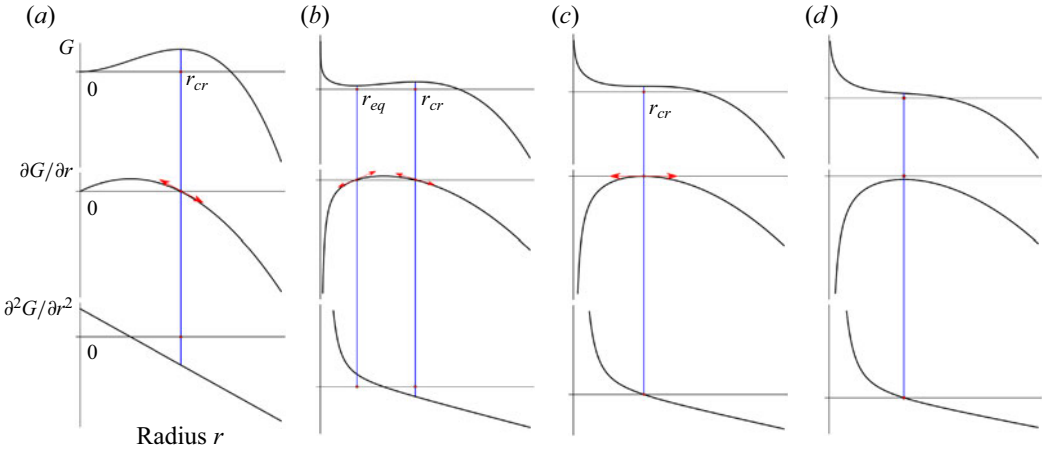 (a)
(b)
(c)
(d)
G
0
r_cr
r_eq
r_cr
r_cr
∂G/∂r
0
∂²G/∂r²
0
Radius r